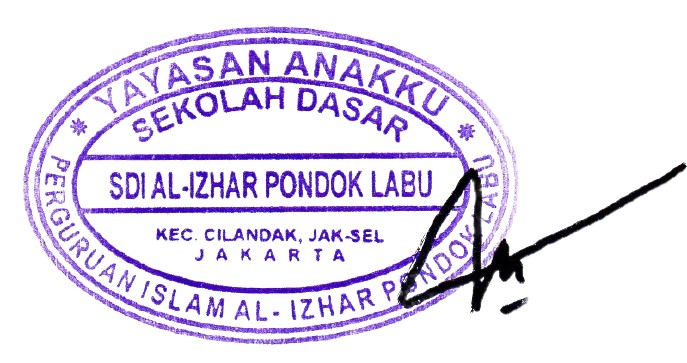 YAYASAN ANAKKU
SEKOLAH DASAR
SDI AL-IZHAR PONDOK LABU
KEC. CILANDAK, JAK-SEL
JAKARTA
PERGURUAN ISLAM AL-IZHAR PONDOK LABU